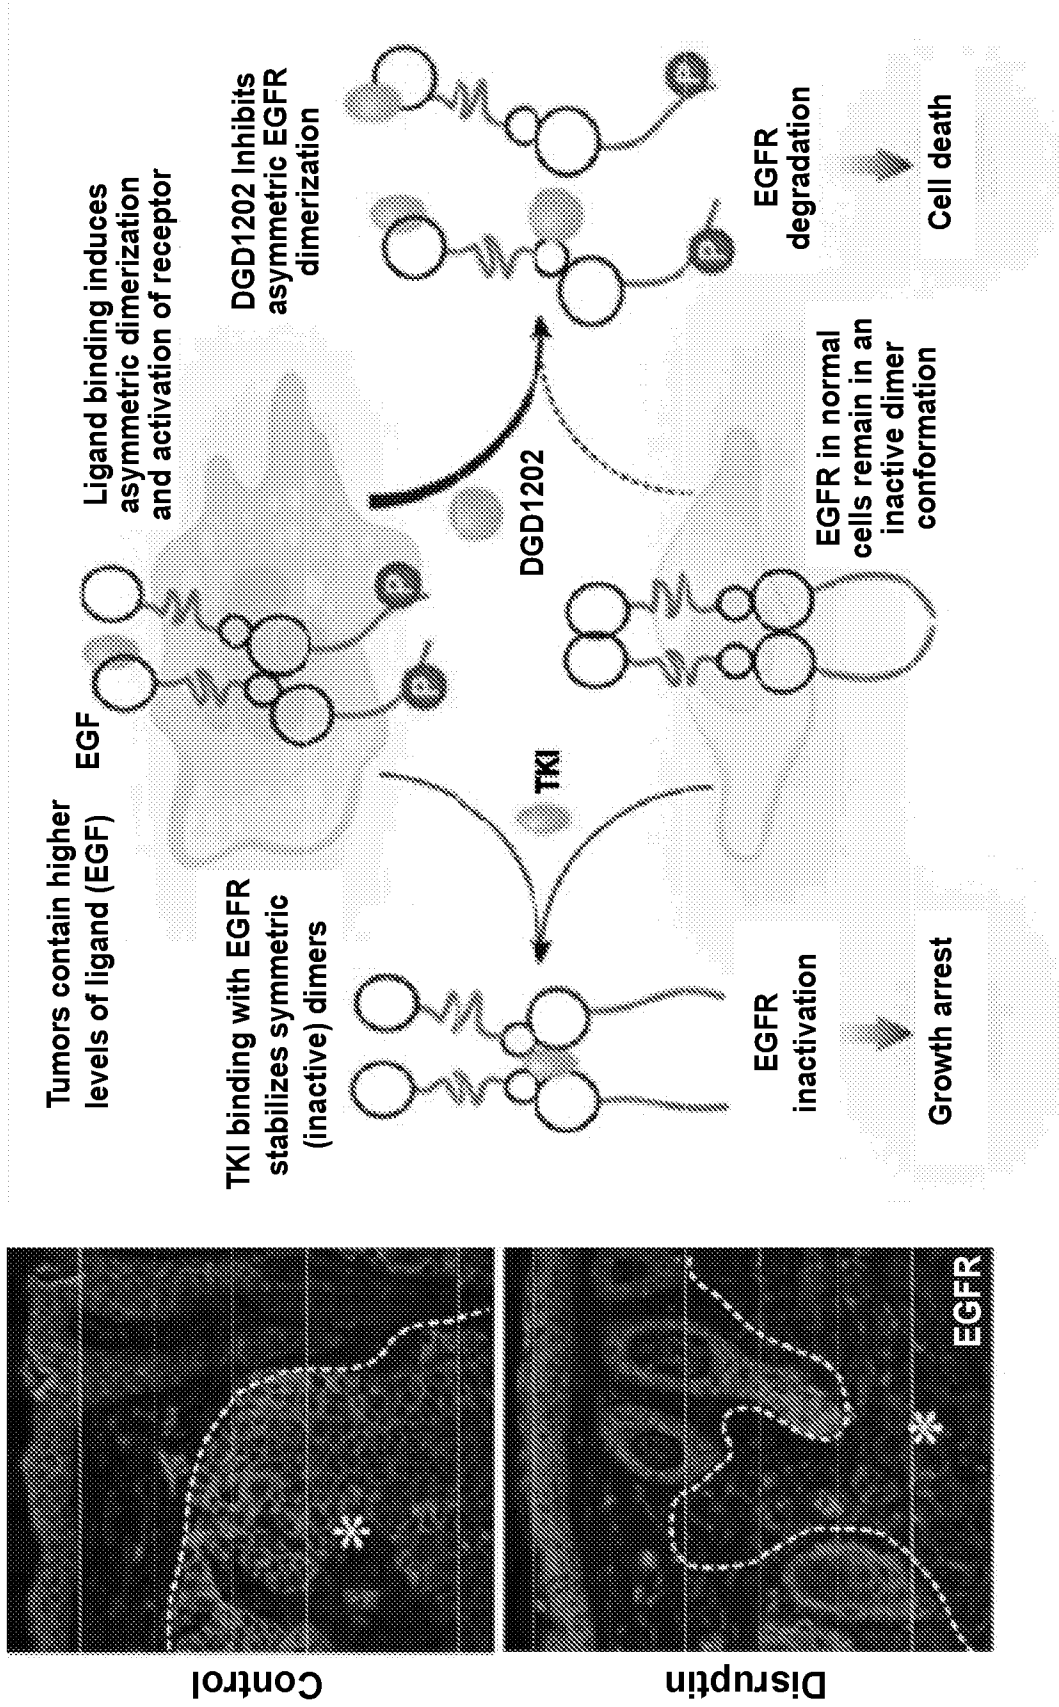 Control
Disruptin
EGFR
Tumors contain higher
levels of ligand (EGF)
EGF
Ligand binding induces
asymmetric dimerization
and activation of receptor
TKI binding with EGFR
stabilizes symmetric
(inactive) dimers
DGD1202 Inhibits
asymmetric EGFR
dimerization
P
P
P
P
TKI
DGD1202
EGFR
inactivation
Growth arrest
EGFR in normal
cells remain in an
inactive dimer
conformation
EGFR
degradation
Cell death